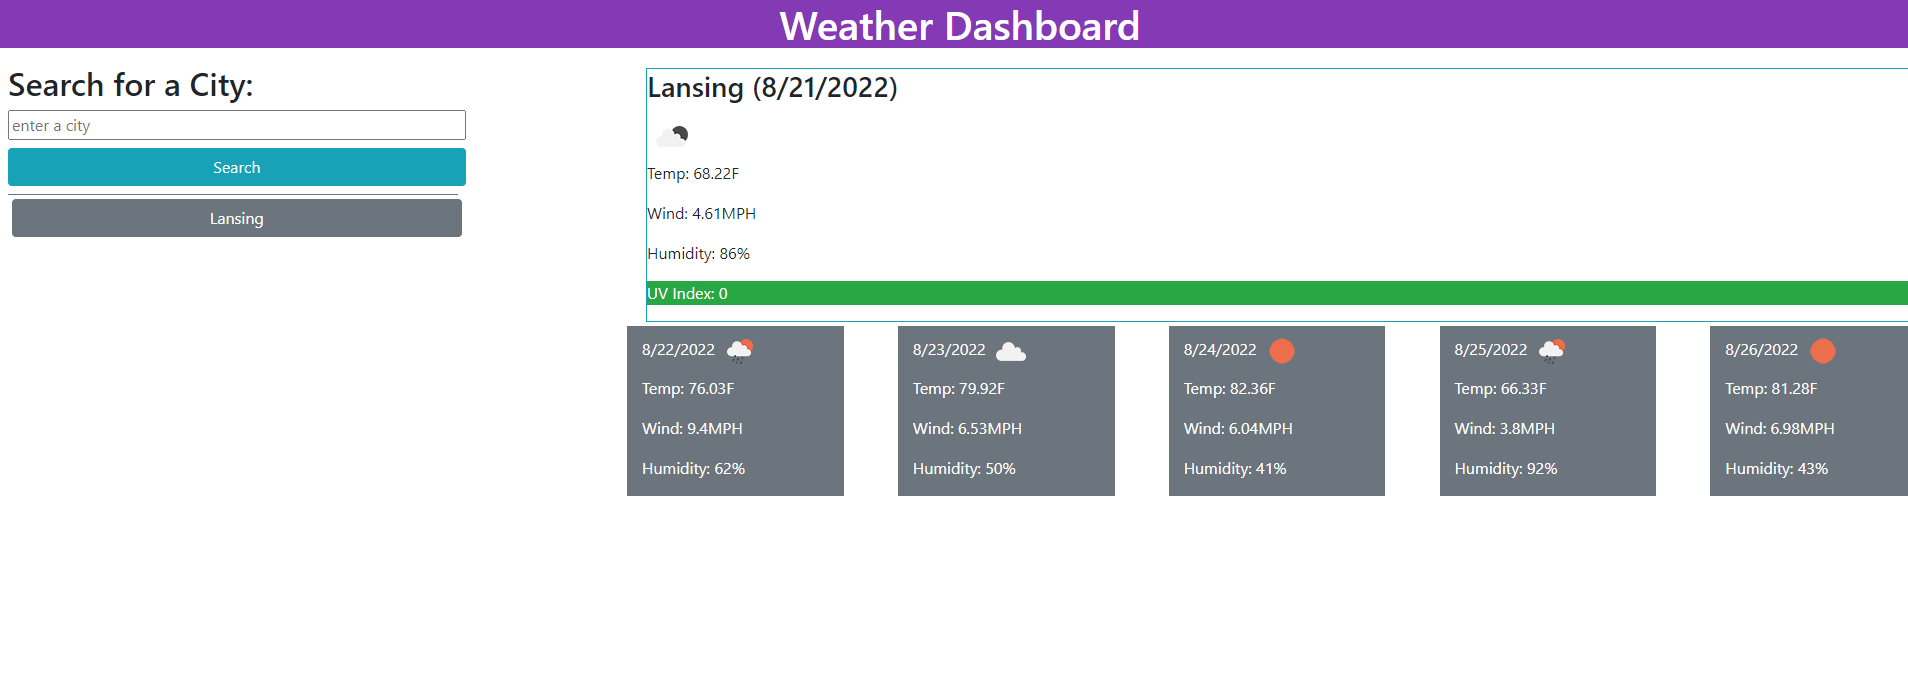 Weather Dashboard
Search for a City:
enter a city
Search
Lansing
Lansing (8/21/2022)
Temp: 68.22F
Wind: 4.61MPH
Humidity: 86%
UV Index: 0
8/22/2022
Temp: 76.03F
Wind: 9.4MPH
Humidity: 62%
8/23/2022
Temp: 79.92F
Wind: 6.53MPH
Humidity: 50%
8/24/2022
Temp: 82.36F
Wind: 6.04MPH
Humidity: 41%
8/25/2022
Temp: 66.33F
Wind: 3.8MPH
Humidity: 92%
8/26/2022
Temp: 81.28F
Wind: 6.98MPH
Humidity: 43%